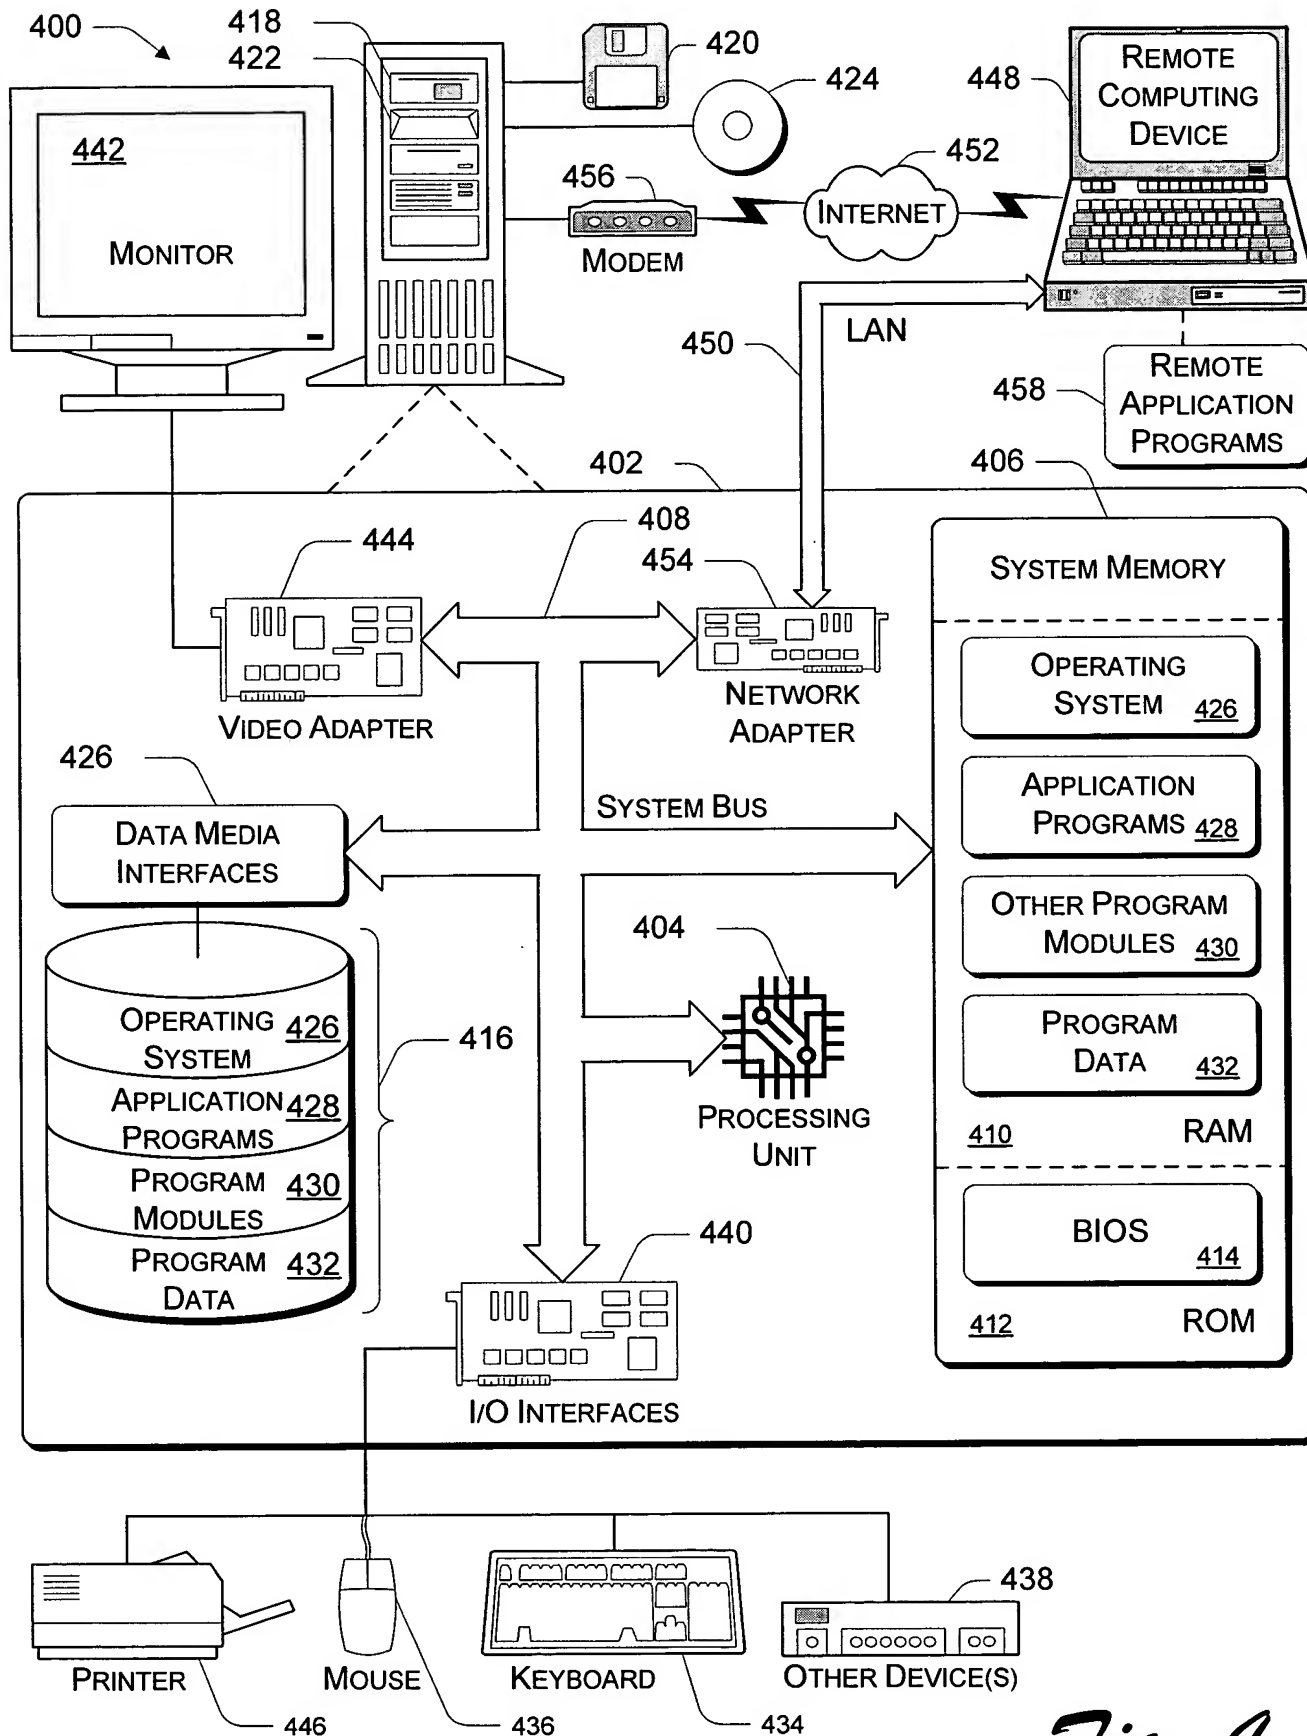 400
418
422
420
424
448
REMOTE
COMPUTING
DEVICE
442
MONITOR
456
MODEM
452
INTERNET
450
LAN
458
REMOTE
APPLICATION
PROGRAMS
402
406
444
408
454
VIDEO ADAPTER
NETWORK
ADAPTER
SYSTEM MEMORY
OPERATING
SYSTEM 426
APPLICATION
PROGRAMS 428
OTHER PROGRAM
MODULES 430
PROGRAM
DATA 432
410 RAM
BIOS
414
412 ROM
426
DATA MEDIA
INTERFACES
SYSTEM BUS
404
PROCESSING
UNIT
OPERATING
SYSTEM
426
416
APPLICATION
PROGRAMS
428
PROGRAM
MODULES
430
PROGRAM
DATA
432
440
I/O INTERFACES
PRINTER
446
MOUSE
436
KEYBOARD
434
438
OTHER DEVICE(S)